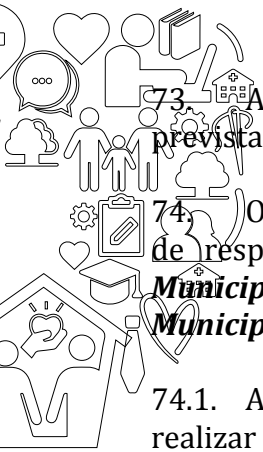 73. A
prevista
74. O
de resp
Municip
Municip
74.1. A
realizar